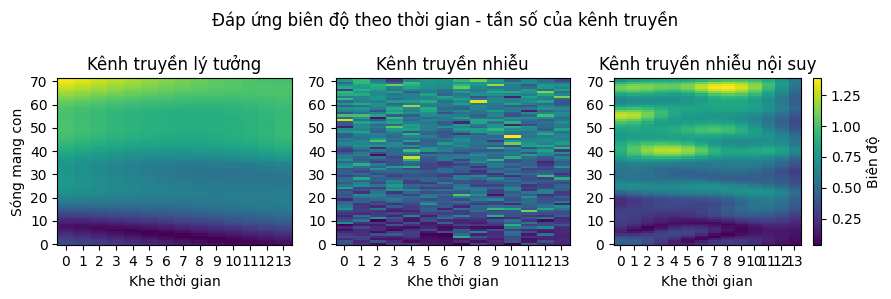 Đáp ứng biên độ theo thời gian - tần số của kênh truyền
Kênh truyền lý tưởng
Kênh truyền nhiễu
Kênh truyền nhiễu nội suy
Sóng mang con
70
60
50
40
30
20
10
0
0 1 2 3 4 5 6 7 8 9 10 11 12 13
Khe thời gian
70
60
50
40
30
20
10
0
0 1 2 3 4 5 6 7 8 9 10 11 12 13
Khe thời gian
70
60
50
40
30
20
10
0
0 1 2 3 4 5 6 7 8 9 10 11 12 13
Khe thời gian
1.25
1.00
0.75
0.50
0.25
Biên độ